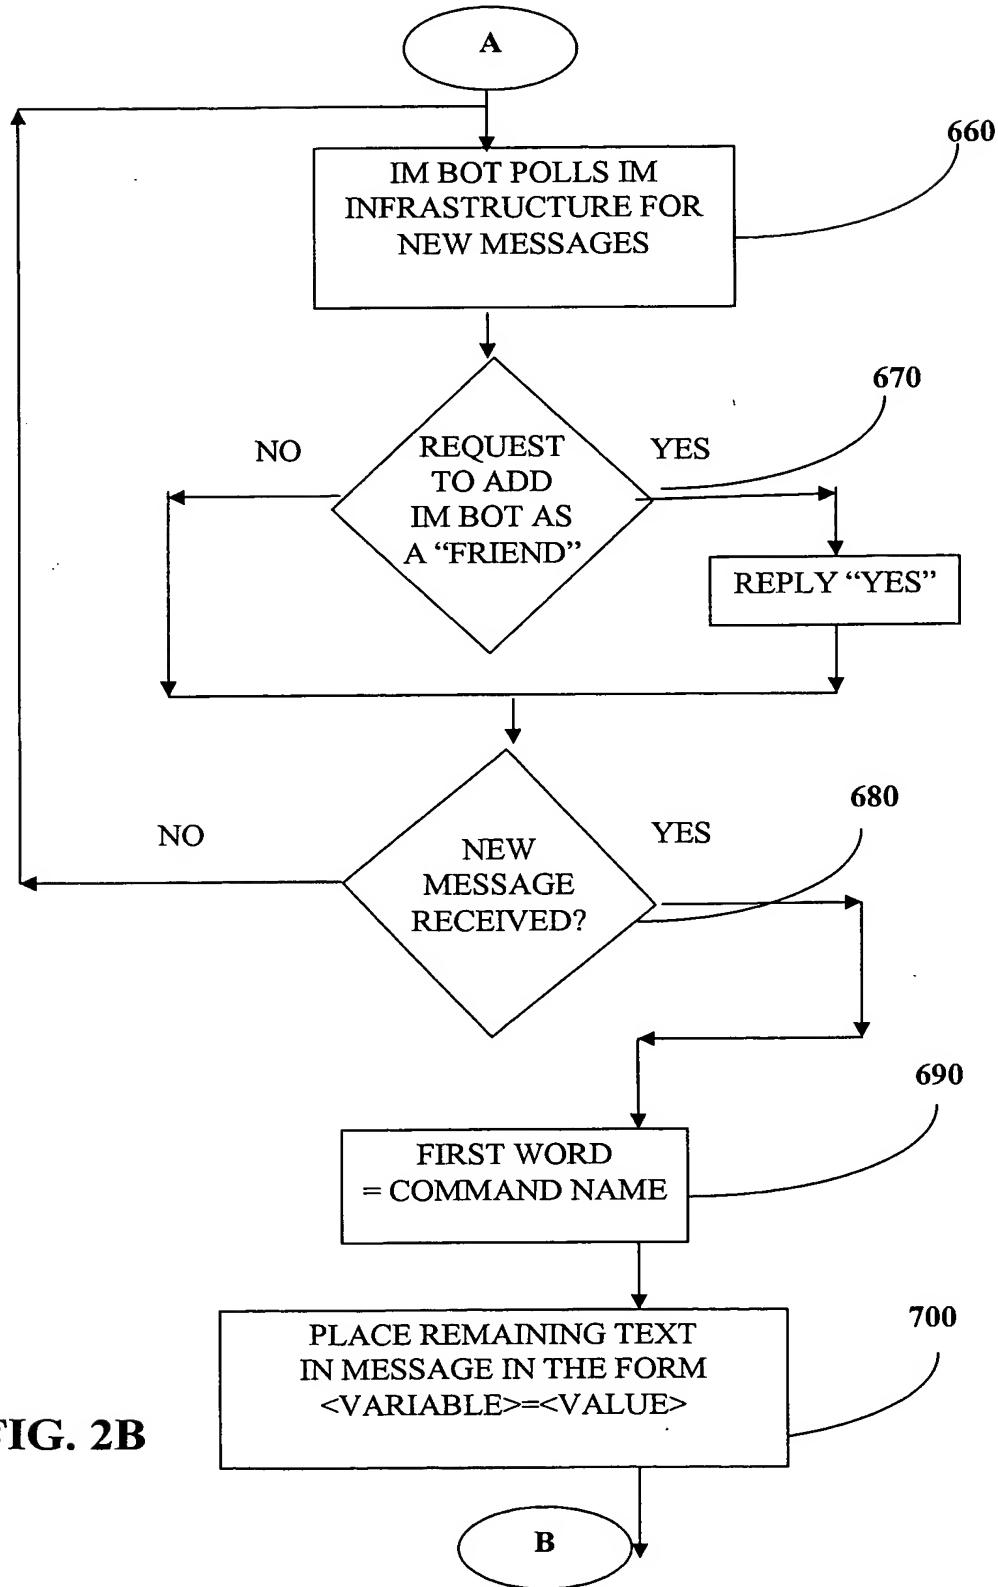 A
660
IM BOT POLLS IM
INFRASTRUCTURE FOR
NEW MESSAGES
670
NO
REQUEST
TO ADD
IM BOT AS
A “FRIEND”
YES
REPLY “YES”
680
NO
NEW
MESSAGE
RECEIVED?
YES
690
FIRST WORD
= COMMAND NAME
700
PLACE REMAINING TEXT
IN MESSAGE IN THE FORM
<VARIABLE>=<VALUE>
FIG. 2B
B